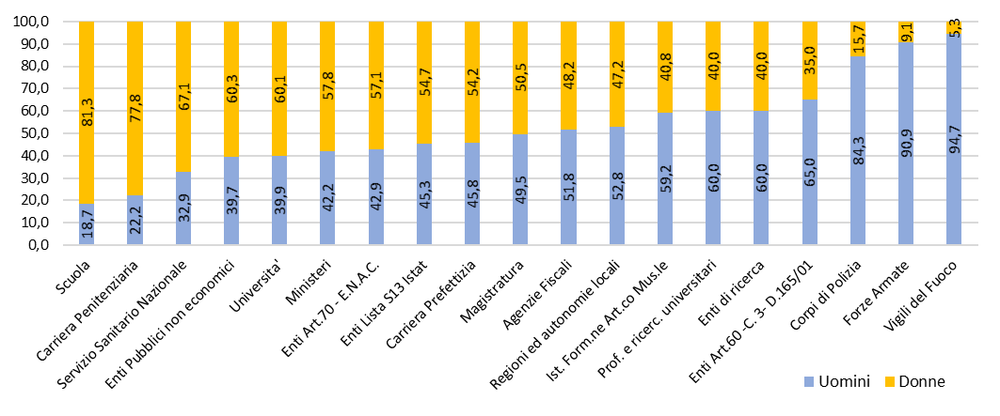 100,0
90,0
80,0
70,0
60,0
50,0
40,0
30,0
20,0
10,0
0,0
81,3
77,8
67,1
60,3
60,1
57,8
57,1
54,7
54,2
50,5
48,2
47,2
40,8
40,0
40,0
35,0
15,7
9,1
5,3
18,7
22,2
32,9
39,7
39,9
42,2
42,9
45,3
45,8
49,5
51,8
52,8
59,2
60,0
60,0
65,0
84,3
90,9
94,7
Scuola
Carriera Penitenziaria
Servizio Sanitario Nazionale
Enti Pubblici non economici
Universita'
Ministeri
Enti Art.70 - E.N.A.C.
Enti Lista S13 Istat
Carriera Prefettizia
Magistratura
Agenzie Fiscali
Regioni ed autonomie locali
Ist. Form.ne Art.co Mus.le
Prof. e ricerc. universitari
Enti di ricerca
Enti Art.60 -C. 3- D.165/01
Corpi di Polizia
Forze Armate
Vigili del Fuoco
Uomini
Donne